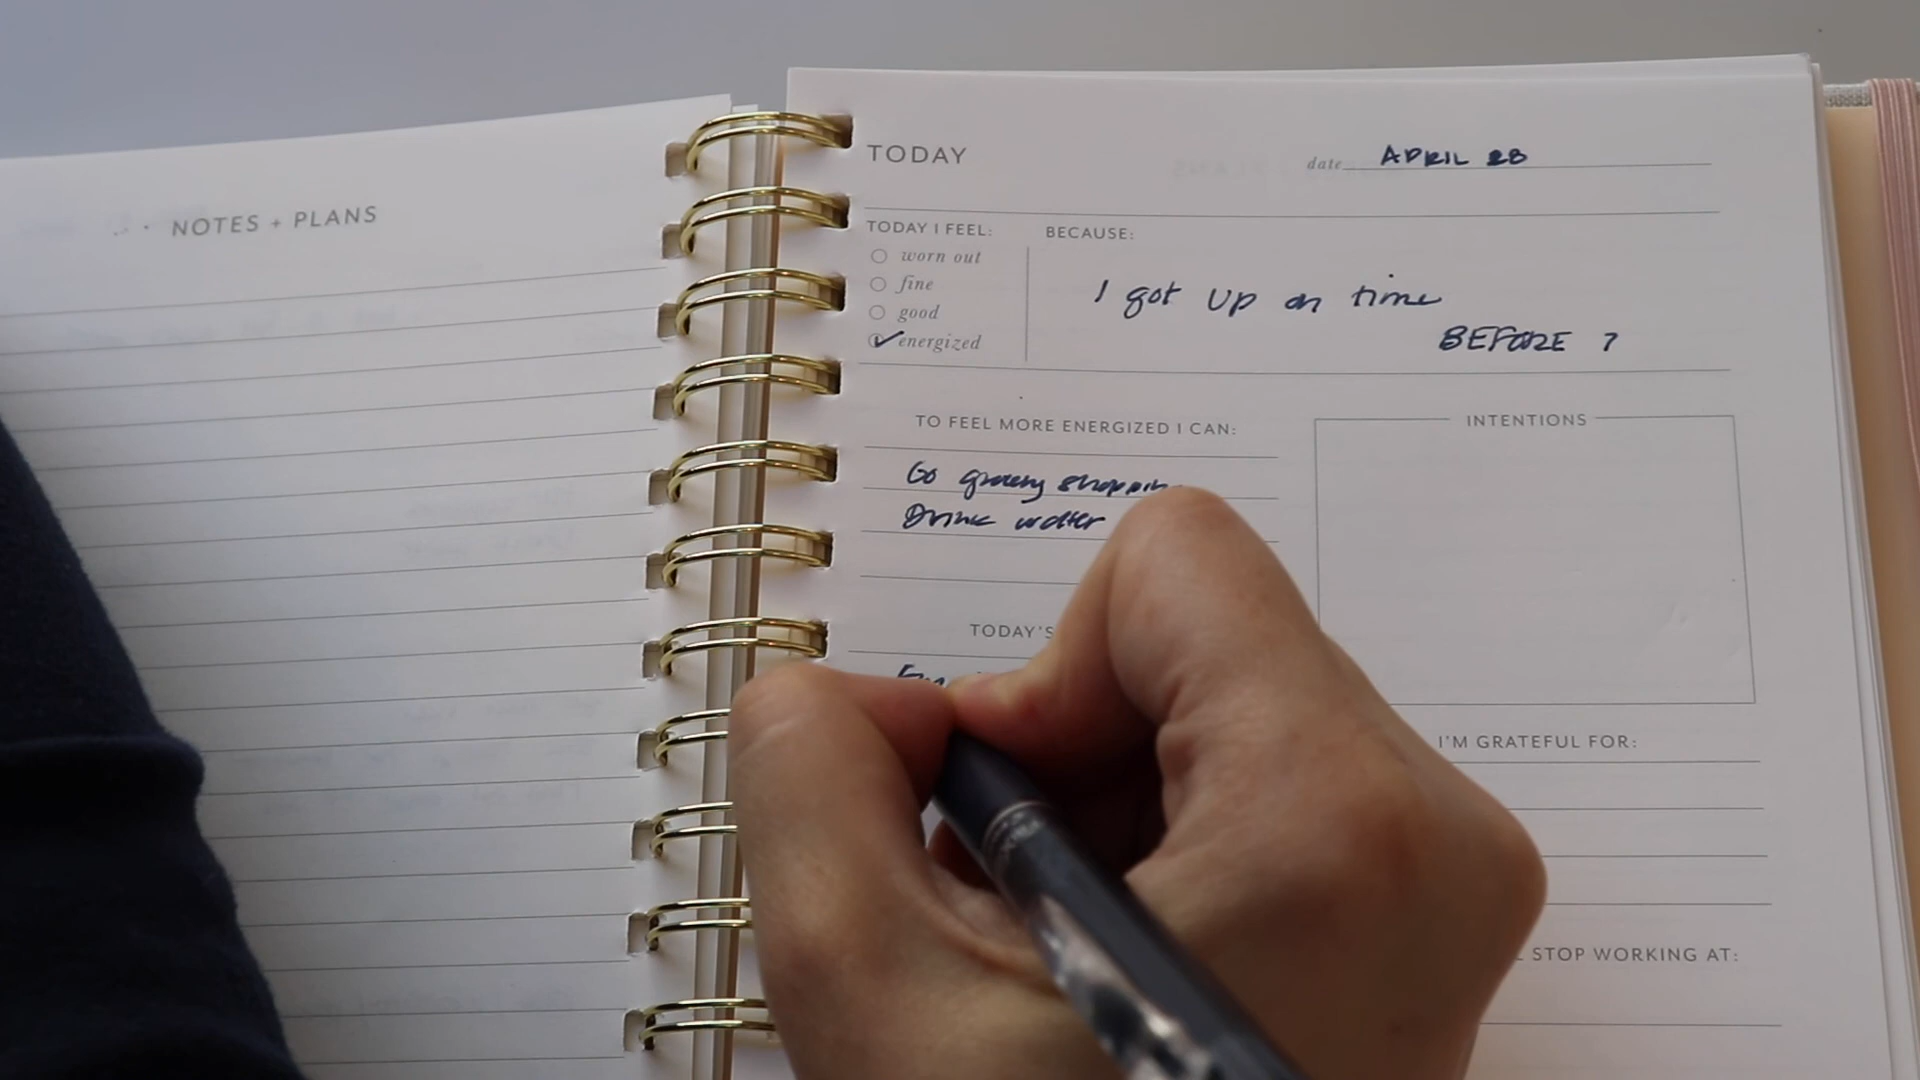 NOTES + PLANS
TODAY
date APRIL 28
TODAY I FEEL:
worn out
fine
good
energized
BECAUSE:
I got up on time
BEFORE 7
TO FEEL MORE ENERGIZED I CAN:
Go grocery shopping
Drink water
INTENTIONS
TODAY'S
I'M GRATEFUL FOR:
STOP WORKING AT: